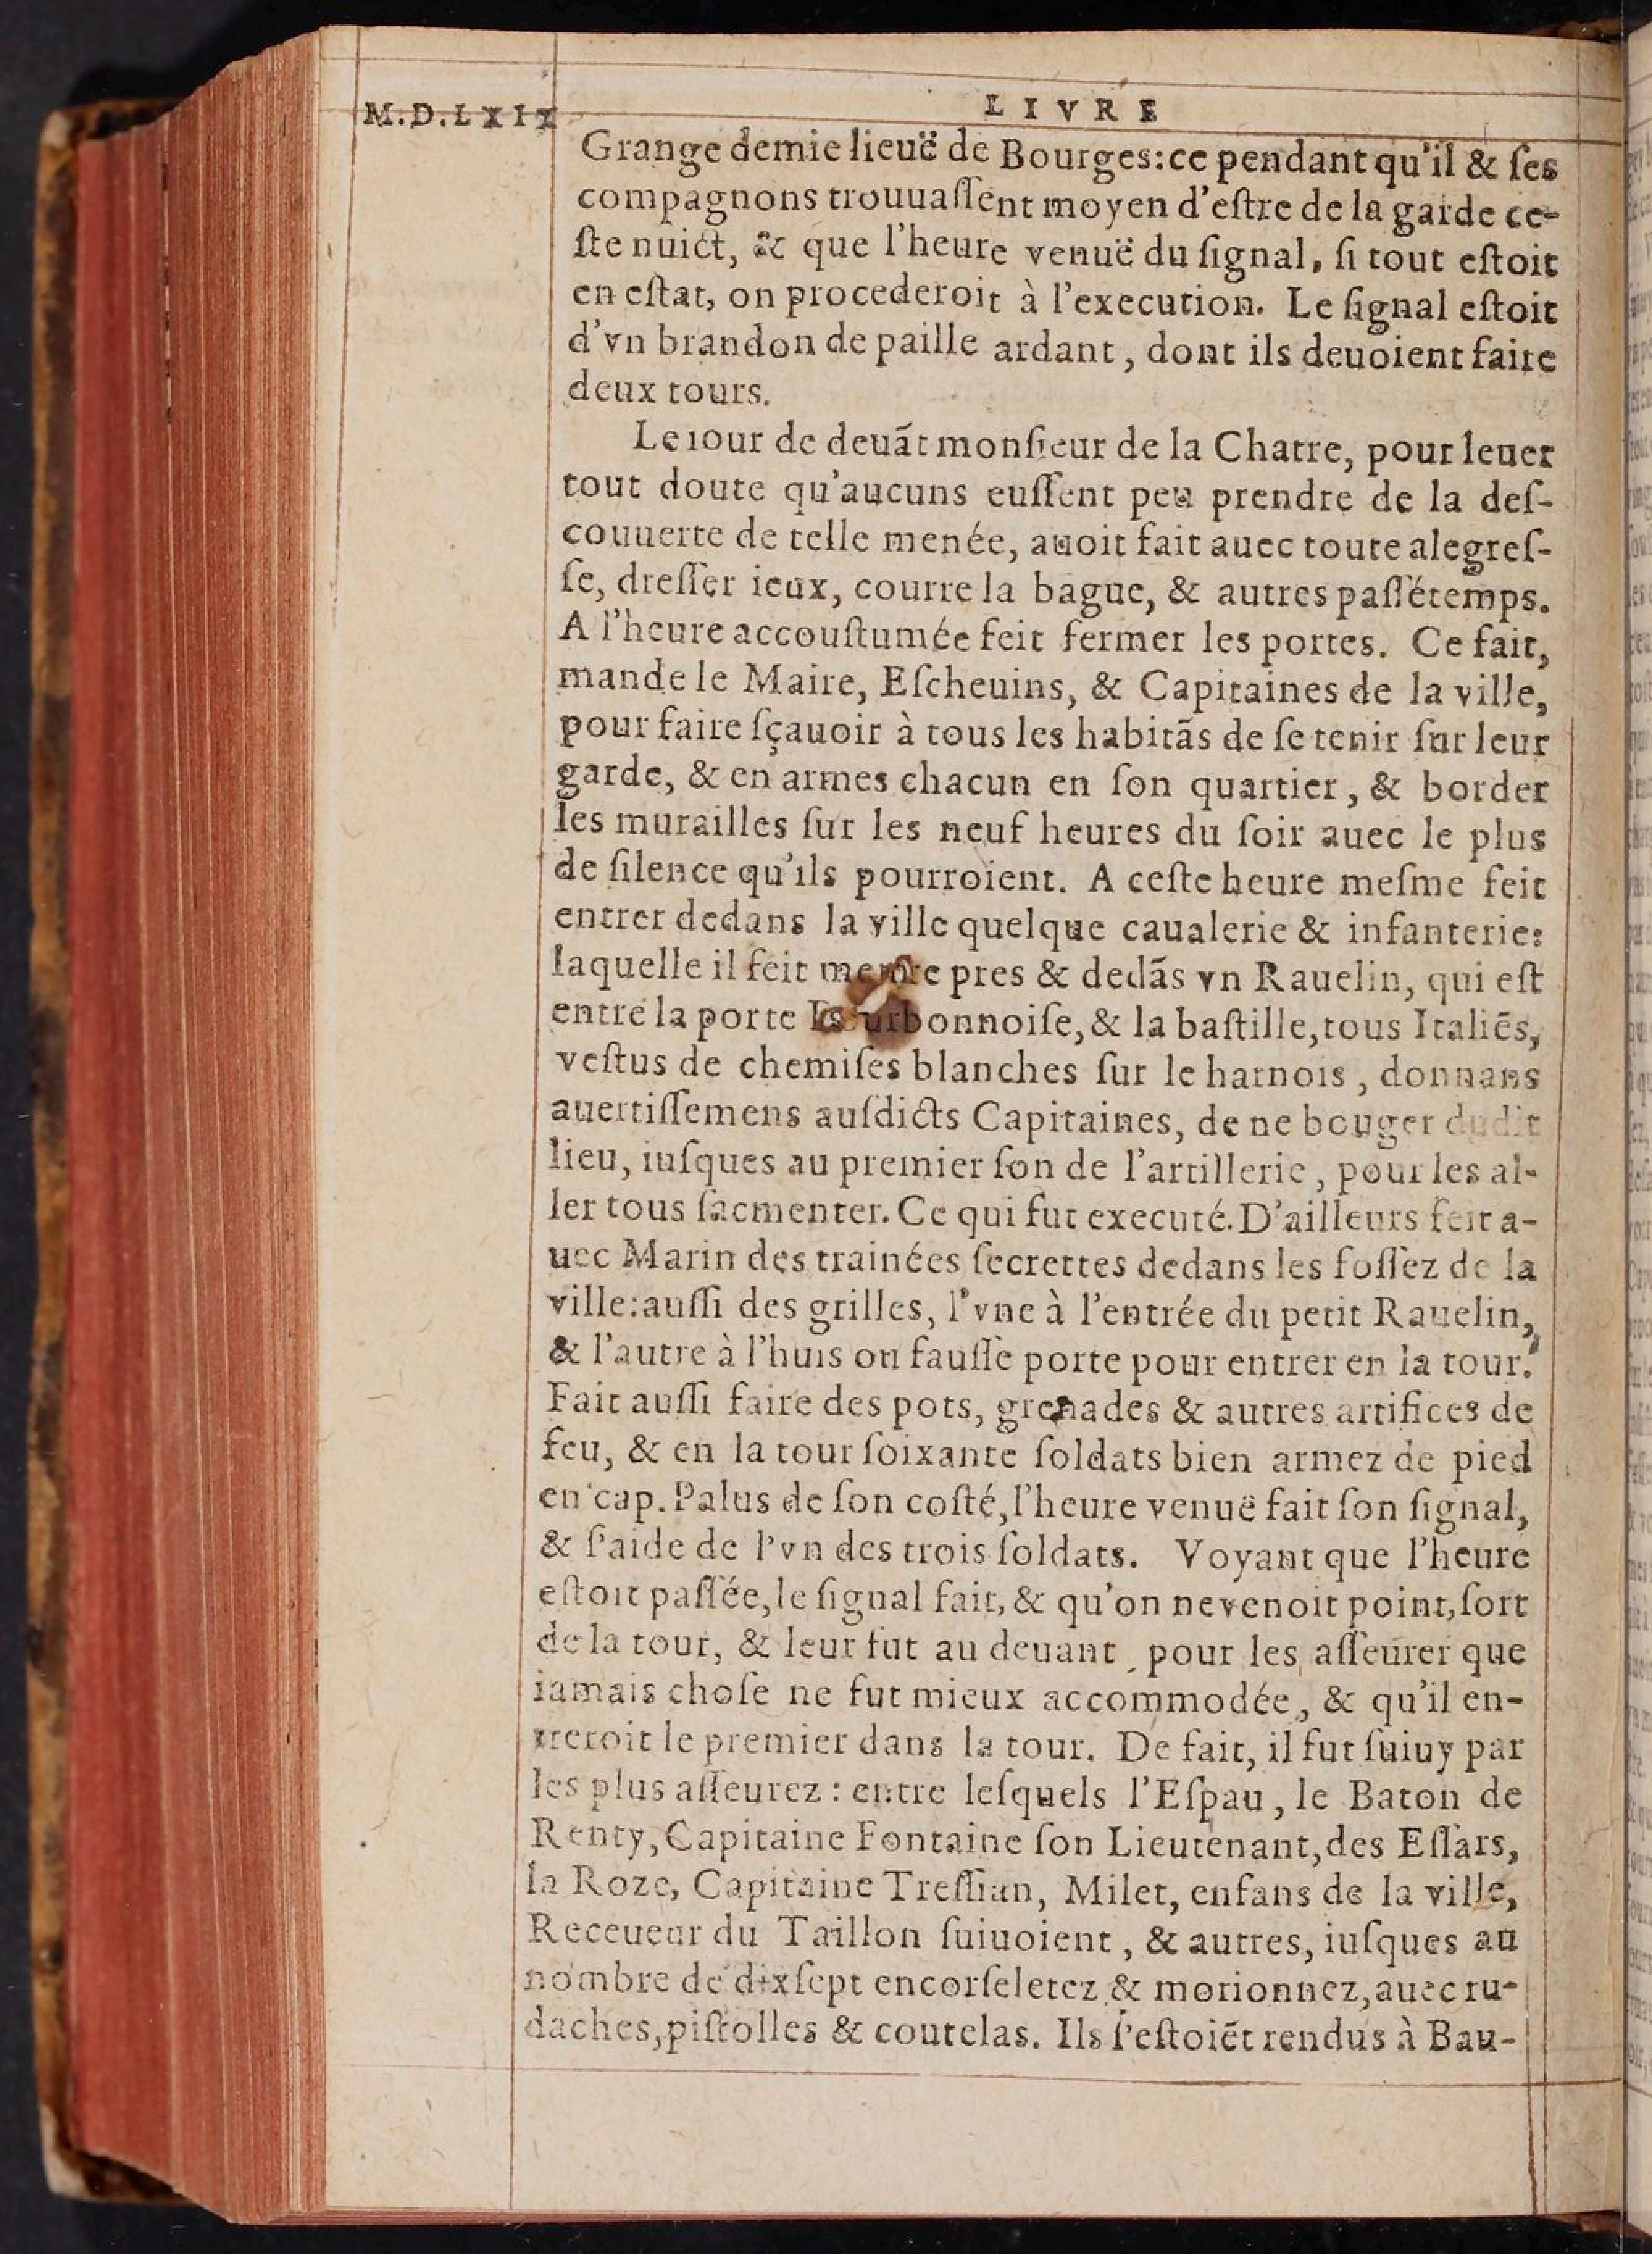 M.D.LXIX
LIVRE
Grange demie lieuë de Bourges:ce pendant qu'il & ſes
compagnons trouuaſſent moyen d'eſtre de la garde ce-
ſte nuict, & que l'heure venuë du ſignal, ſi tout eſtoit
en eſtat, on procederoit à l'execution. Le ſignal eſtoit
d'vn brandon de paille ardant, dont ils deuoient faire
deux tours.
Le iour de deuãt monſieur de la Chatre, pour leuer
tout doute qu'aucuns euſſent peu prendre de la deſ-
couuerte de telle menée, auoit fait auec toute alegreſ-
ſe, dreſſer ieux, courre la bague, & autres paſſétemps.
A l'heure accouſtumée feit fermer les portes. Ce fait,
mande le Maire, Eſcheuins, & Capitaines de la ville,
pour faire ſçauoir à tous les habitãs de ſe tenir ſur leur
garde, & en armes chacun en ſon quartier, & border
les murailles ſur les neuf heures du ſoir auec le plus
de ſilence qu'ils pourroient. A ceſte heure meſme feit
entrer dedans la ville quelque caualerie & infanterie:
laquelle il feit pres & dedãs vn Rauelin, qui eſt
entre la porte & la baſtille, tous Italiẽs,
veſtus de chemiſes blanches ſur le harnois, donnans
auertiſſemens auſdicts Capitaines, de ne bouger dudit
lieu, iuſques au premier ſon de l'artillerie, pour les al-
ler tous ſacmenter. Ce qui fut executé. D'ailleurs feit a-
uec Marin des trainées ſecrettes dedans les foſſez de la
ville:auſſi des grilles, l'vne à l'entrée du petit Rauelin,
& l'autre à l'huis ou fauſſe porte pour entrer en la tour.
Fait auſſi faire des pots, grenades & autres artifices de
feu, & en la tour ſoixante ſoldats bien armez de pied
en cap. Palus de ſon coſté, l'heure venuë fait ſon ſignal,
& ſ'aide de l'vn des trois ſoldats. Voyant que l'heure
eſtoit paſſée, le ſignal fait, & qu'on ne venoit point, ſort
de la tour, & leur fut au deuant, pour les aſſeurer que
iamais choſe ne fut mieux accommodée, & qu'il en-
treroit le premier dans la tour. De fait, il fut ſuiuy par
les plus aſſeurez : entre leſquels l'Eſpau, le Baron de
Renty, Capitaine Fontaine ſon Lieutenant, des Eſſars,
la Roze, Capitaine Treſſian, Milet, enfans de la ville,
Receueur du Taillon ſuiuoient, & autres, iuſques au
nombre de dixſept encorſeletez & morionnez, auec ru-
daches, piſtolles & coutelas. Ils ſ'eſtoiẽt rendus à Bau-